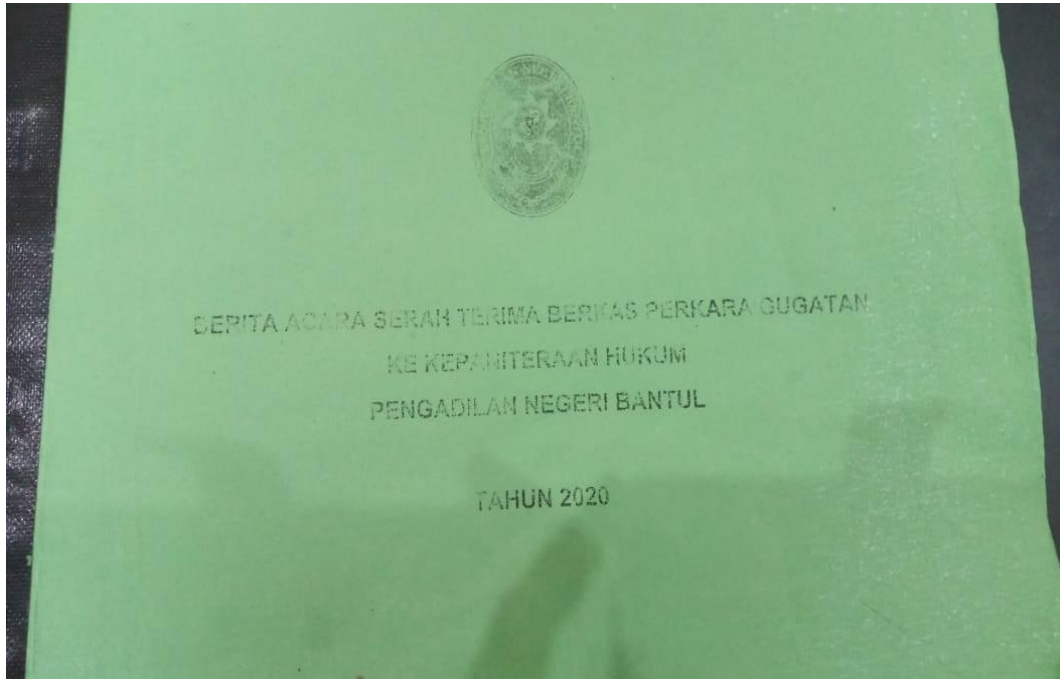 BERITA ACARA SERAH TERIMA BERKAS PERKARA GUGATAN
KE KEPANITERAAN HUKUM
PENGADILAN NEGERI BANTUL
TAHUN 2020